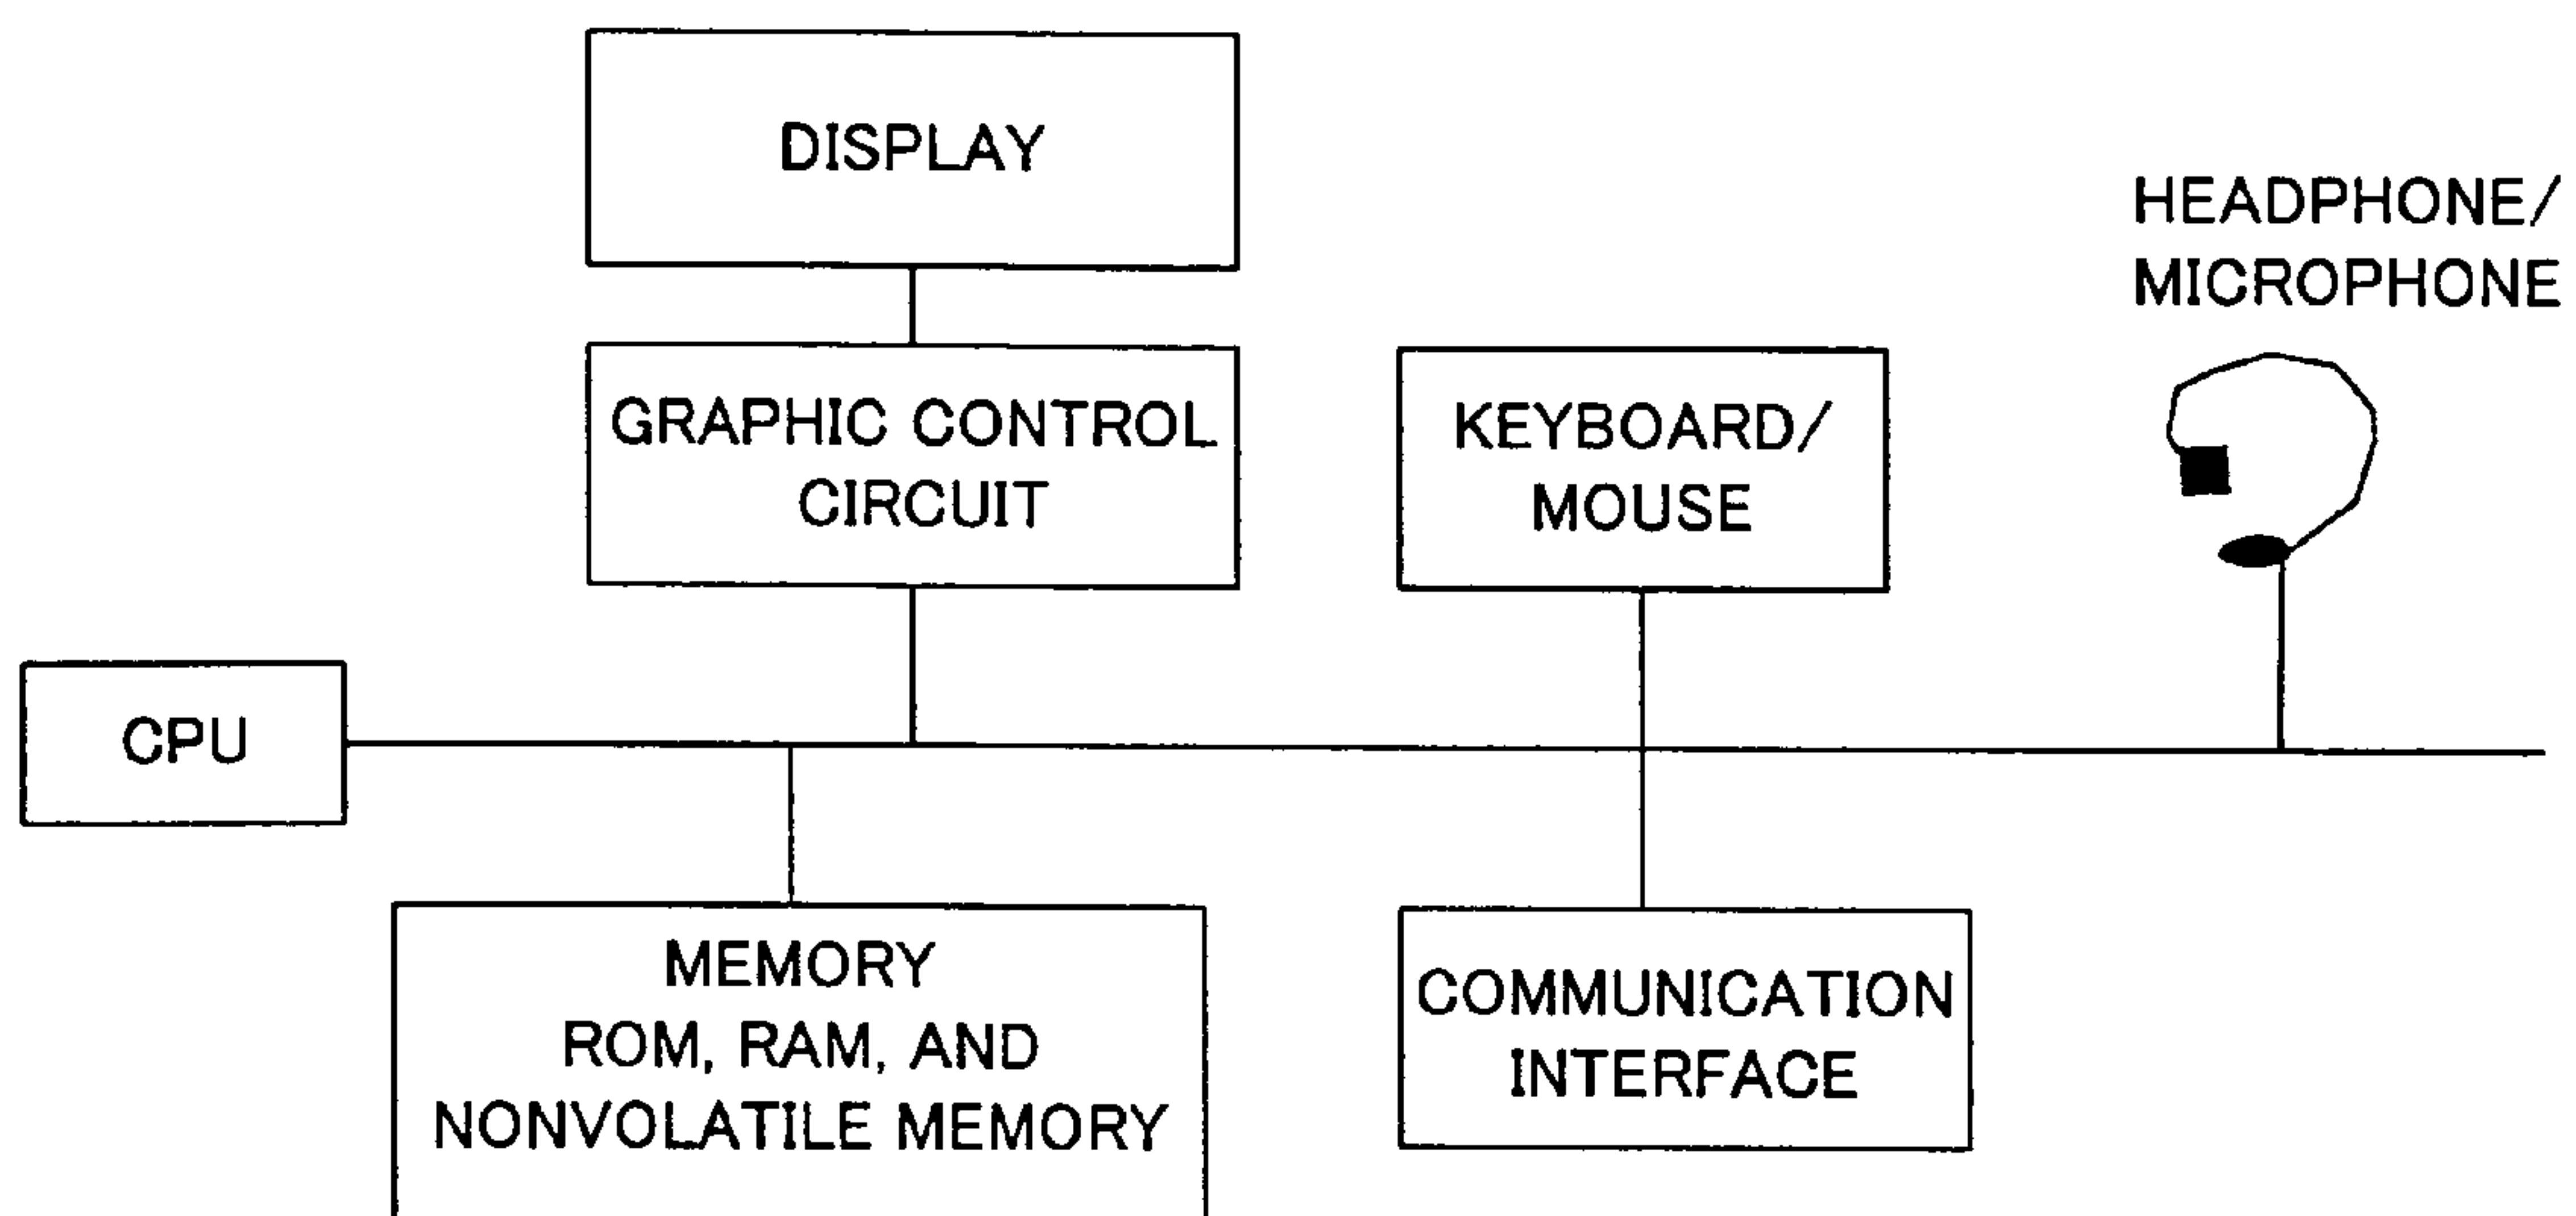 DISPLAY
HEADPHONE/
MICROPHONE
GRAPHIC CONTROL
CIRCUIT
KEYBOARD/
MOUSE
CPU
MEMORY
ROM, RAM, AND
NONVOLATILE MEMORY
COMMUNICATION
INTERFACE